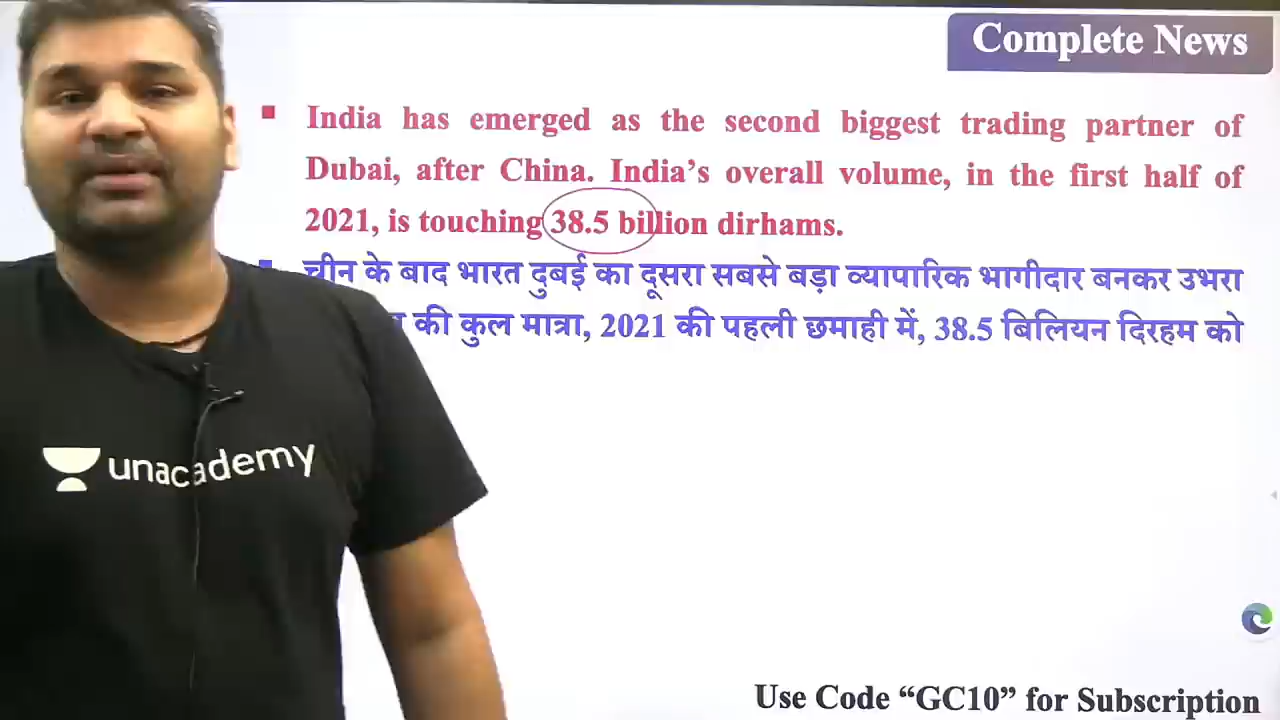 Complete News
India has emerged as the second biggest trading partner of
Dubai, after China. India's overall volume, in the first half of
2021, is touching 38.5 billion dirhams.
चीन के बाद भारत दुबई का दूसरा सबसे बड़ा व्यापारिक भागीदार बनकर उभरा
की कुल मात्रा, 2021 की पहली छमाही में, 38.5 बिलियन दिरहम को
unacademy
Use Code “GC10” for Subscription